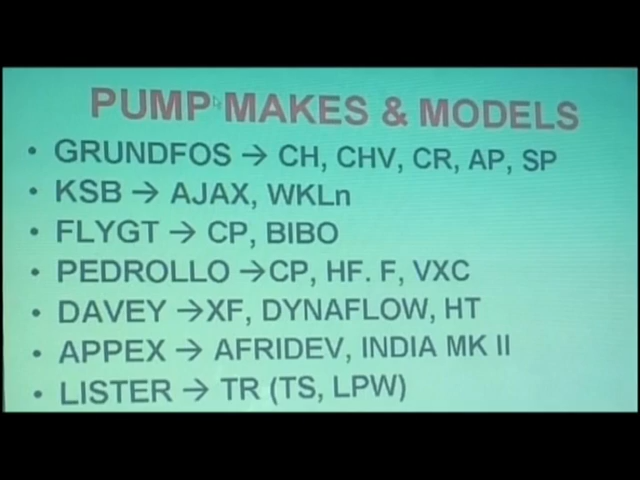 PUMP MAKES & MODELS
• GRUNDFOS → CH, CHV, CR, AP, SP
• KSB → AJAX, WKLn
• FLYGT → CP, BIBO
• PEDROLLO →CP, HF. F, VXC
• DAVEY →XF, DYNAFLOW, HT
• APPEX → AFRIDEV, INDIA MK II
• LISTER → TR (TS, LPW)